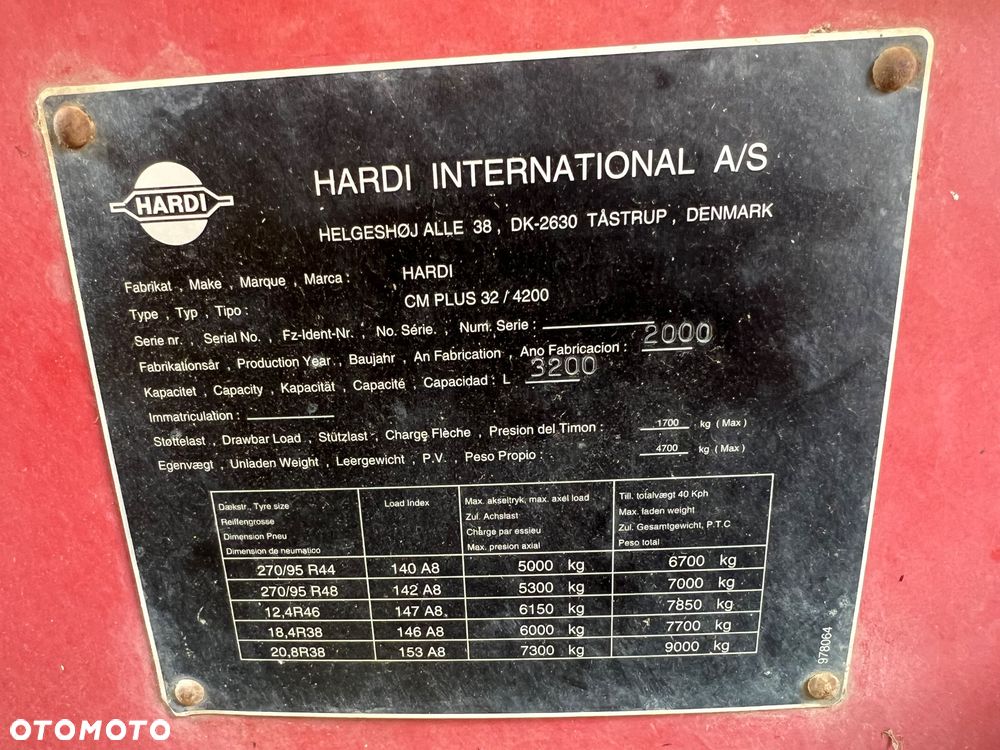 HARDI
HARDI INTERNATIONAL A/S
HELGESHØJ ALLE 38 , DK-2630 TÅSTRUP , DENMARK
Fabrikat , Make , Marque , Marca : HARDI
Type , Typ , Tipo : CM PLUS 32 / 4200
Serie nr. , Serial No. , Fz-Ident-Nr. , No. Série. , Num. Serie :
Fabrikationsår , Production Year , Baujahr , An Fabrication , Ano Fabricacion : 2000
Kapacitet , Capacity , Kapacität , Capacité , Capacidad : L 3200
Immatriculation :
Støttelast , Drawbar Load , Stützlast , Charge Flèche , Presion del Timon : 1700 kg ( Max )
Egenvægt , Unladen Weight , Leergewicht , P.V. , Peso Propio : 4700 kg ( Max )
Dækstr., Tyre size
Reiffengrosse
Dimension Pneu
Dimension de neumatico
Load Index
Max. akseltryk, max. axel load
Zul. Achslast
Charge par essieu
Max. presion axial
Till. totalvægt 40 Kph
Max. faden weight
Zul. Gesamtgewicht, P.T.C
Peso total
270/95 R44 140 A8 5000 kg 6700 kg
270/95 R48 142 A8 5300 kg 7000 kg
12,4R46 147 A8 6150 kg 7850 kg
18,4R38 146 A8 6000 kg 7700 kg
20,8R38 153 A8 7300 kg 9000 kg
978064
OTOMOTO